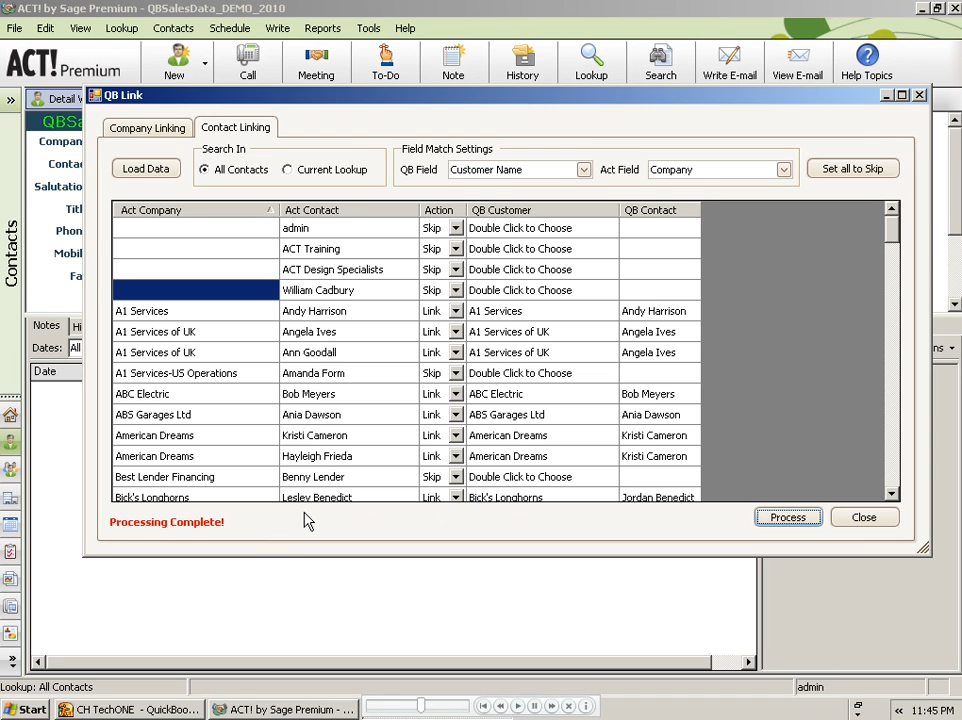 ACT! by Sage Premium - QBSalesData_DEMO_2010
File Edit View Lookup Contacts Schedule Write Reports Tools Help
ACT! Premium
New Call Meeting To-Do Note History Lookup Search Write E-mail View E-mail Help Topics
» Detail V
QB Link
Company Linking Contact Linking
QBSa
Company
Contac
Salutati
Titl
Phon
Mobil
Fa
Contacts
Search In
Load Data All Contacts Current Lookup
Field Match Settings
QB Field Customer Name Act Field Company
Set all to Skip
Act Company Act Contact Action QB Customer QB Contact
admin Skip Double Click to Choose
ACT Training Skip Double Click to Choose
ACT Design Specialists Skip Double Click to Choose
William Cadbury Skip Double Click to Choose
A1 Services Andy Harrison Link A1 Services Andy Harrison
A1 Services of UK Angela Ives Link A1 Services of UK Angela Ives
A1 Services of UK Ann Goodall Link A1 Services of UK Angela Ives
A1 Services-US Operations Amanda Form Skip Double Click to Choose
ABC Electric Bob Meyers Link ABC Electric Bob Meyers
ABS Garages Ltd Ania Dawson Link ABS Garages Ltd Ania Dawson
American Dreams Kristi Cameron Link American Dreams Kristi Cameron
American Dreams Hayleigh Frieda Link American Dreams Kristi Cameron
Best Lender Financing Benny Lender Skip Double Click to Choose
Bick's Longhorns Lesley Benedict Link Bick's Longhorns Jordan Benedict
Processing Complete! Process Close
Notes Hi
Dates: All ns
Date
»
Lookup: All Contacts admin
Start CH TechONE - QuickBoo... ACT! by Sage Premium - ... « 11:45 PM